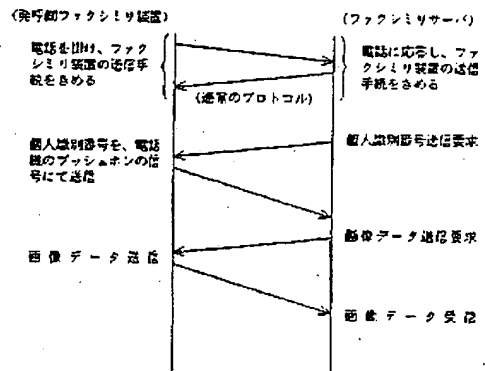 (発呼側ファクシミリ装置)
(ファクシミリサーバ)
電話を掛け、ファク
シミリ装置の送信手
続をきめる
電話に応答し、ファ
クシミリ装置の送信
手続をきめる
(通常のプロトコル)
個人識別番号送信要求
個人識別番号を、電話
機のプッシュホンの信
号にて送信
画像データ送信要求
画像データ送信
画像データ受信